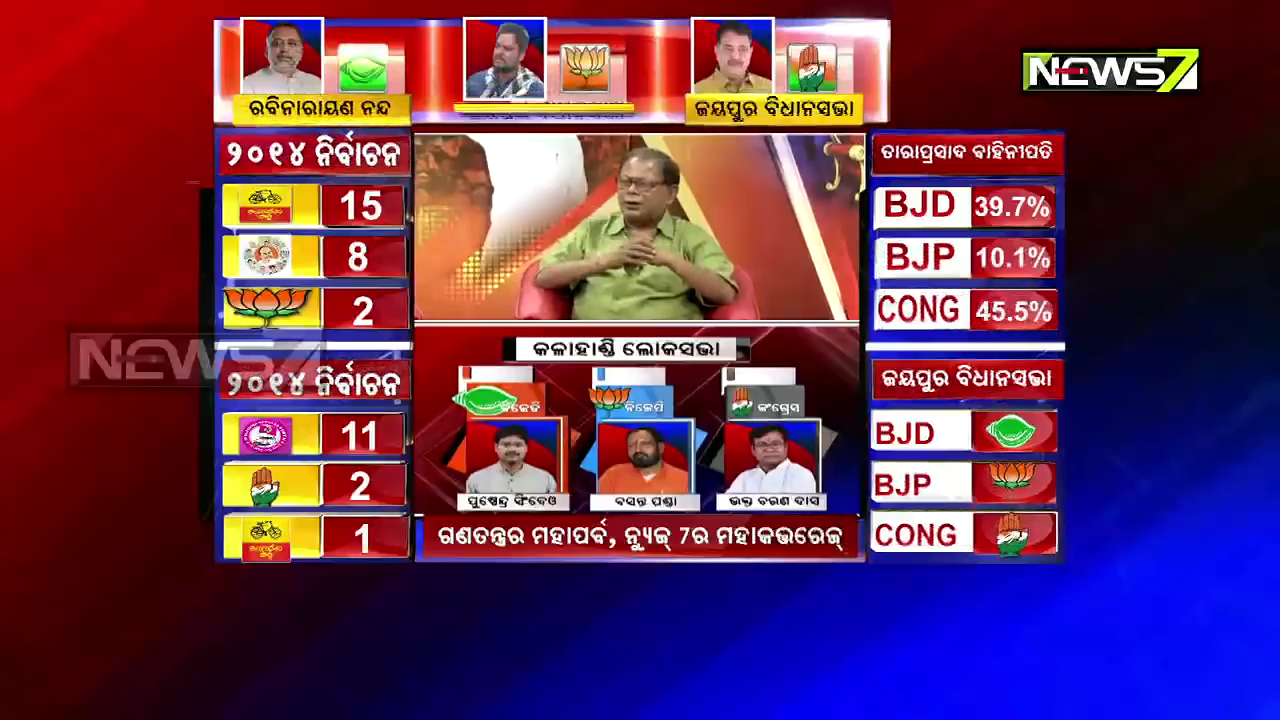 NEWS7
ରବିନାରାୟଣ ନନ୍ଦ
ଜୟପୁର ବିଧାନସଭା
୨୦୧୪ ନିର୍ବାଚନ
15
8
2
୨୦୧୪ ନିର୍ବାଚନ
11
2
1
NEWS7
କଳାହାଣ୍ଡି ଲୋକସଭା
ବିଜେଡି
ବିଜେପି
କଂଗ୍ରେସ
ପୁଷ୍ପେନ୍ଦ୍ର ସିଂଦେଓ
ବସନ୍ତ ପଣ୍ଡା
ଭକ୍ତ ଚରଣ ଦାସ
ଗଣତନ୍ତ୍ରର ମହାପର୍ବ, ନ୍ୟୁଜ୍ 7ର ମହାକଭରେଜ୍
ତାରାପ୍ରସାଦ ବାହିନୀପତି
BJD 39.7%
BJP 10.1%
CONG 45.5%
ଜୟପୁର ବିଧାନସଭା
BJD
BJP
CONG